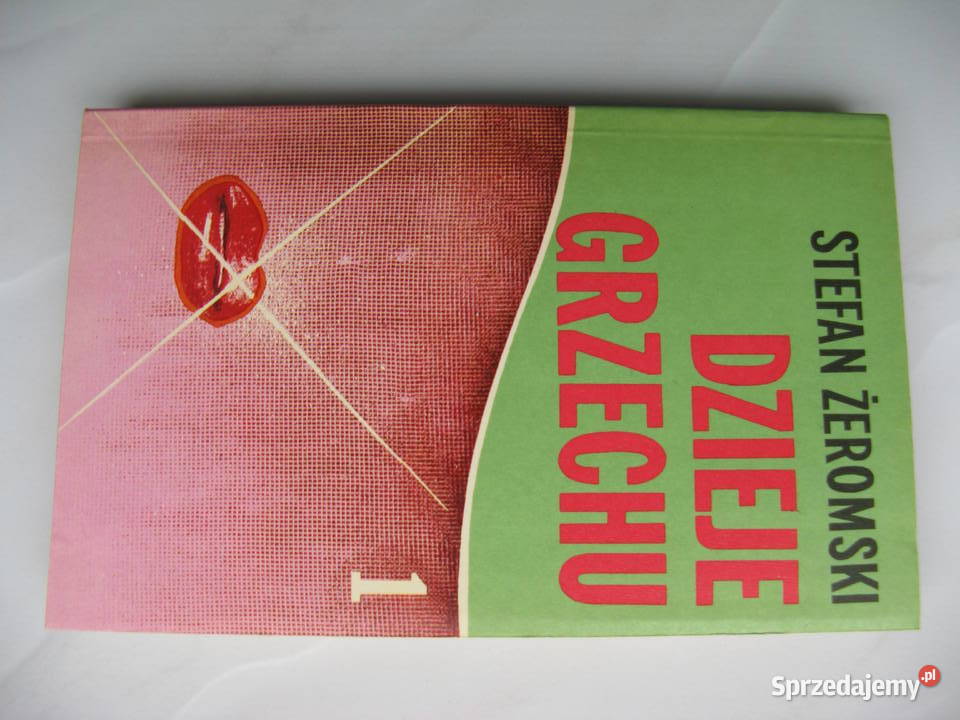 STEFAN ŻEROMSKI
DZIEJE
GRZECHU
1
Sprzedajemy.pl